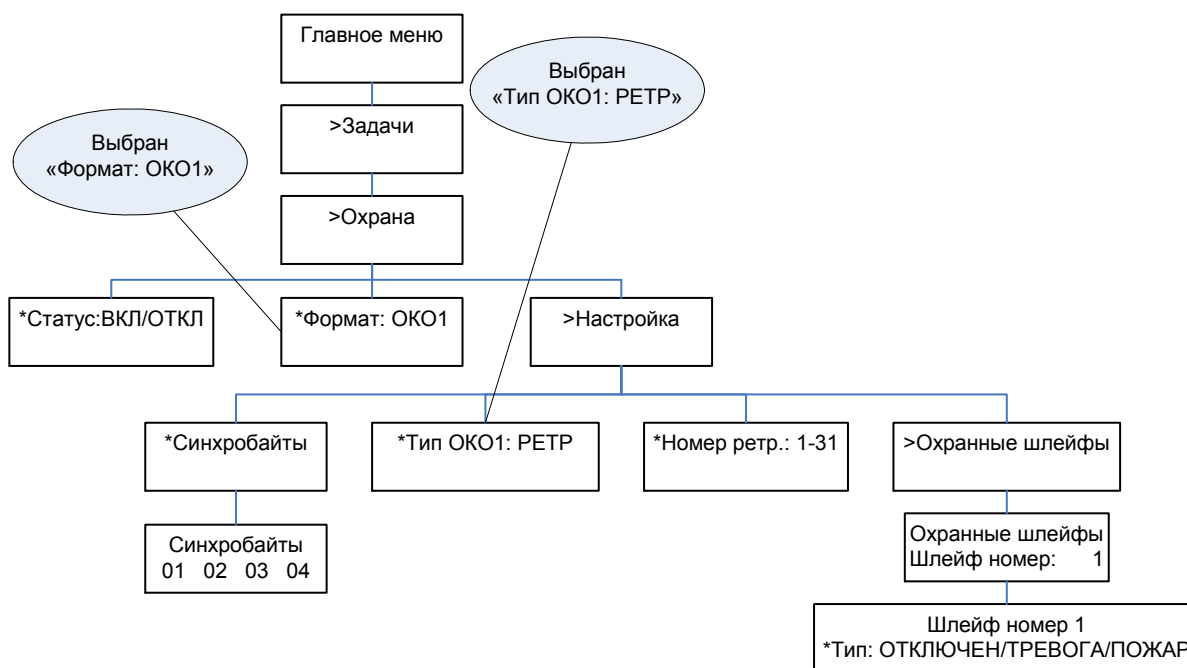 Главное меню
Выбран
«Тип ОКО1: РЕТР»
>Задачи
Выбран
«Формат: ОКО1»
>Охрана
*Статус:ВКЛ/ОТКЛ
*Формат: ОКО1
>Настройка
*Синхробайты
*Тип ОКО1: РЕТР
*Номер ретр.: 1-31
>Охранные шлейфы
Синхробайты
01 02 03 04
Охранные шлейфы
Шлейф номер: 1
Шлейф номер 1
*Тип: ОТКЛЮЧЕН/ТРЕВОГА/ПОЖАР